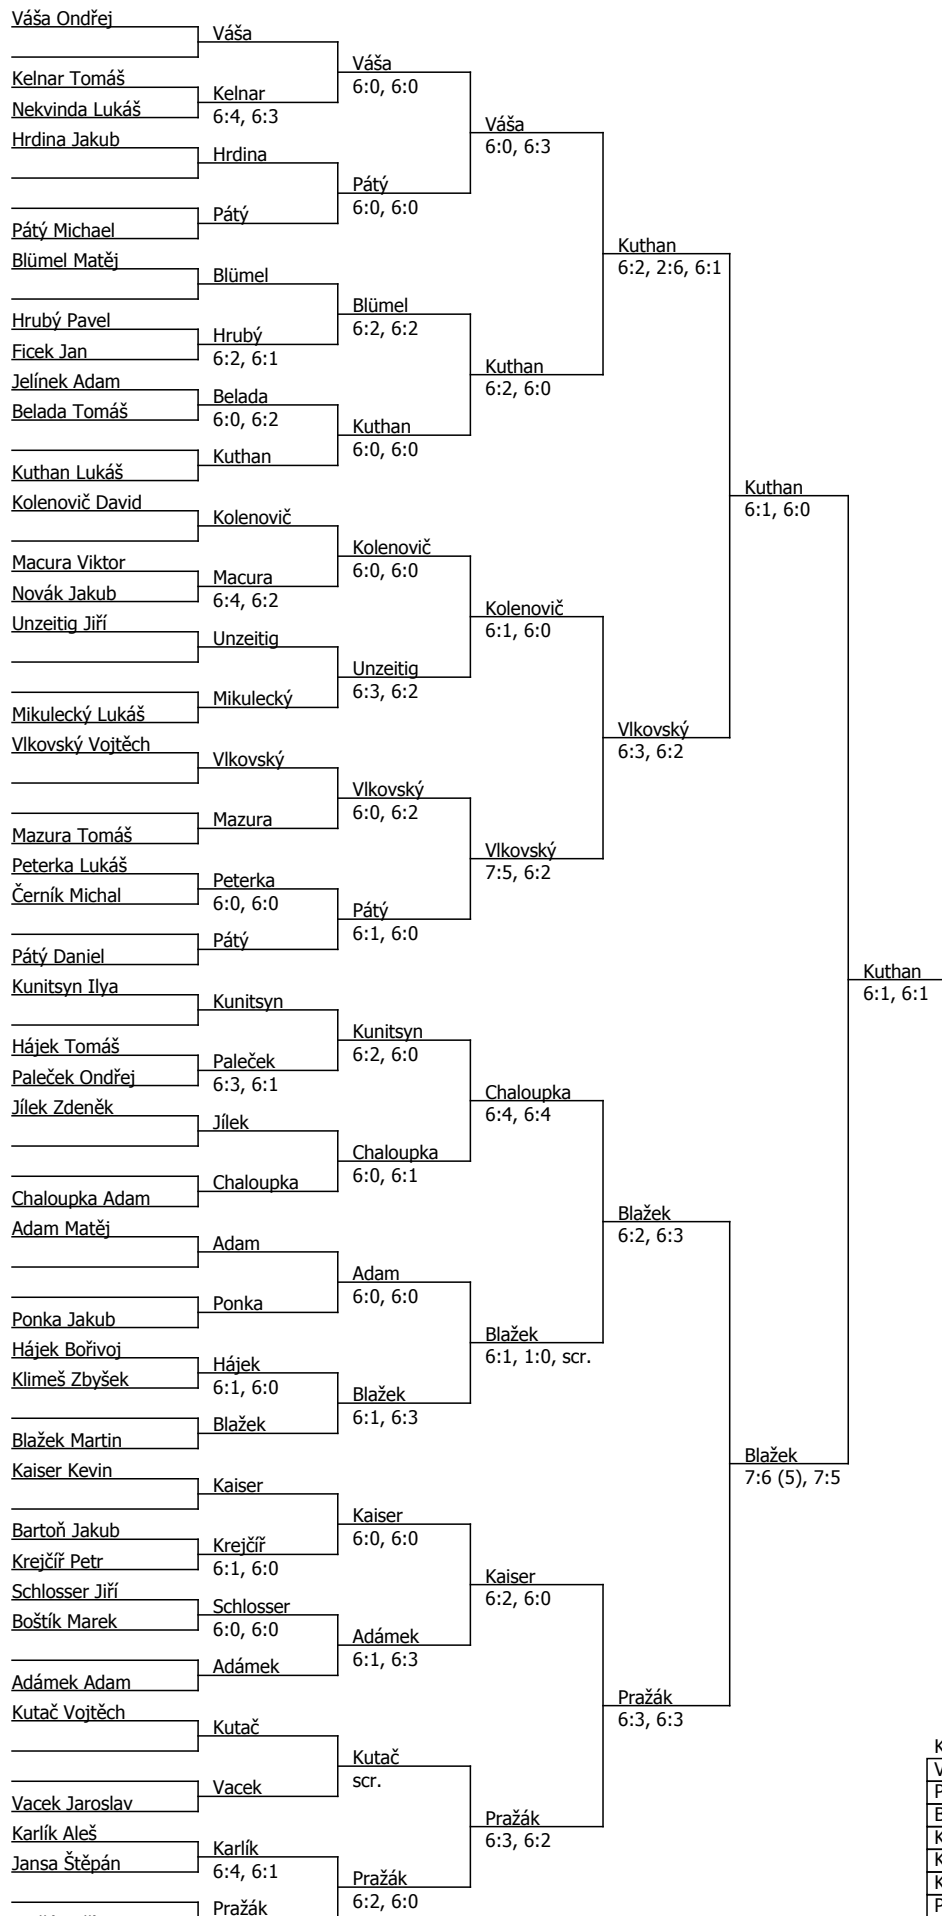 Váša Ondřej
Kelnar Tomáš
Nekvinda Lukáš
Hrdina Jakub
Pátý Michael
Blümel Matěj
Hrubý Pavel
Ficek Jan
Jelínek Adam
Belada Tomáš
Kuthan Lukáš
Kolenovič David
Macura Viktor
Novák Jakub
Unzeitig Jiří
Mikulecký Lukáš
Vlkovský Vojtěch
Mazura Tomáš
Peterka Lukáš
Černík Michal
Pátý Daniel
Kunitsyn Ilya
Hájek Tomáš
Paleček Ondřej
Jílek Zdeněk
Chaloupka Adam
Adam Matěj
Ponka Jakub
Hájek Bořivoj
Klimeš Zbyšek
Blažek Martin
Kaiser Kevin
Bartoň Jakub
Krejčíř Petr
Schlosser Jiří
Boštík Marek
Adámek Adam
Kutač Vojtěch
Vacek Jaroslav
Karlík Aleš
Jansa Štěpán
Váša
Kelnar
6:4, 6:3
Hrdina
Pátý
Blümel
Hrubý
6:2, 6:1
Belada
6:0, 6:2
Kuthan
Kolenovič
Macura
6:4, 6:2
Unzeitig
Mikulecký
Vlkovský
Mazura
Peterka
6:0, 6:0
Pátý
Kunitsyn
Paleček
6:3, 6:1
Jílek
Chaloupka
Adam
Ponka
Hájek
6:1, 6:0
Blažek
Kaiser
Krejčíř
6:1, 6:0
Schlosser
6:0, 6:0
Adámek
Kutač
Vacek
Karlík
6:4, 6:1
Pražák
Váša
6:0, 6:0
Pátý
6:0, 6:0
Blümel
6:2, 6:2
Kuthan
6:0, 6:0
Kolenovič
6:0, 6:0
Unzeitig
6:3, 6:2
Vlkovský
6:0, 6:2
Pátý
6:1, 6:0
Kunitsyn
6:2, 6:0
Chaloupka
6:0, 6:1
Adam
6:0, 6:0
Blažek
6:1, 6:3
Kaiser
6:0, 6:0
Adámek
6:1, 6:3
Kutač
scr.
Pražák
6:2, 6:0
Váša
6:0, 6:3
Kuthan
6:2, 6:0
Kolenovič
6:1, 6:0
Vlkovský
7:5, 6:2
Chaloupka
6:4, 6:4
Blažek
6:1, 1:0, scr.
Kaiser
6:2, 6:0
Pražák
6:3, 6:2
Kuthan
6:2, 2:6, 6:1
Vlkovský
6:3, 6:2
Blažek
6:2, 6:3
Pražák
6:3, 6:3
Kuthan
6:1, 6:0
Blažek
7:6 (5), 7:5
Kuthan
6:1, 6:1